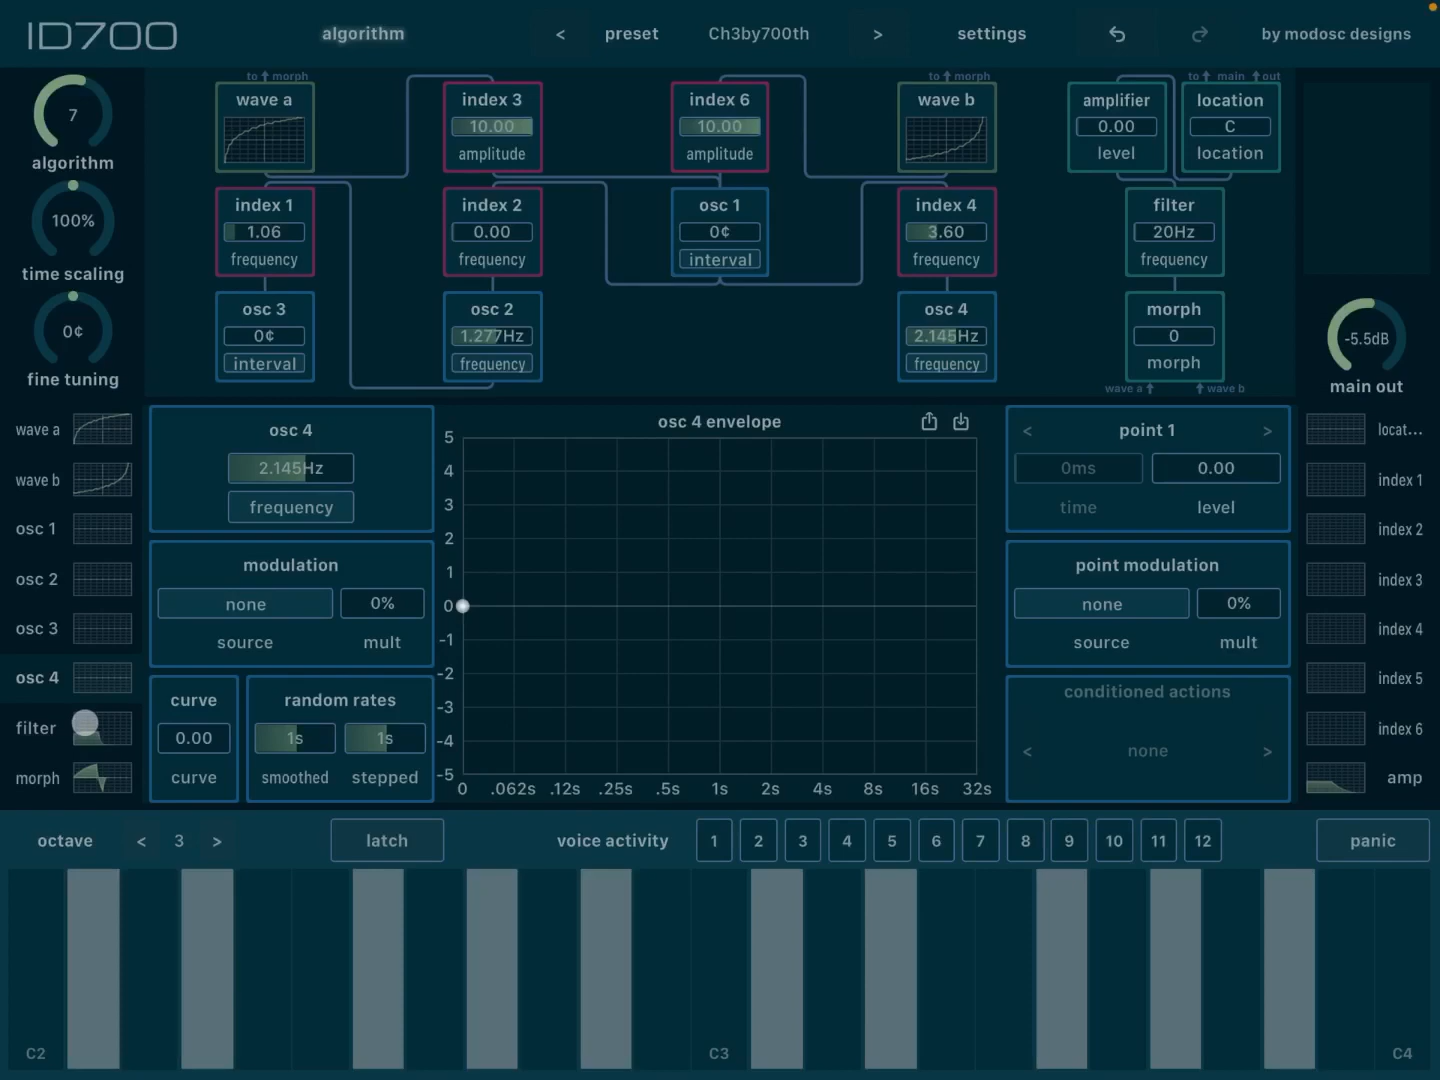 ID700
algorithm
<
preset
Ch3by700th
>
settings
by modosc designs
7
algorithm
100%
time scaling
0¢
fine tuning
to morph
wave a
index 3
10.00
amplitude
index 6
10.00
amplitude
to morph
wave b
amplifier
0.00
level
to main out
location
C
location
index 1
1.06
frequency
index 2
0.00
frequency
osc 1
0¢
interval
index 4
3.60
frequency
filter
20Hz
frequency
osc 3
0¢
interval
osc 2
1.277Hz
frequency
osc 4
2.145Hz
frequency
morph
0
morph
wave a
wave b
-5.5dB
main out
wave a
wave b
osc 1
osc 2
osc 3
osc 4
filter
morph
osc 4
2.145Hz
frequency
modulation
none
0%
source
mult
curve
0.00
curve
random rates
1s
1s
smoothed
stepped
osc 4 envelope
5
4
3
2
1
0
-1
-2
-3
-4
-5
0
.062s
.12s
.25s
.5s
1s
2s
4s
8s
16s
32s
<
point 1
>
0ms
0.00
time
level
point modulation
none
0%
source
mult
conditioned actions
<
none
>
locat...
index 1
index 2
index 3
index 4
index 5
index 6
amp
octave
<
3
>
latch
voice activity
1
2
3
4
5
6
7
8
9
10
11
12
panic
C2
C3
C4